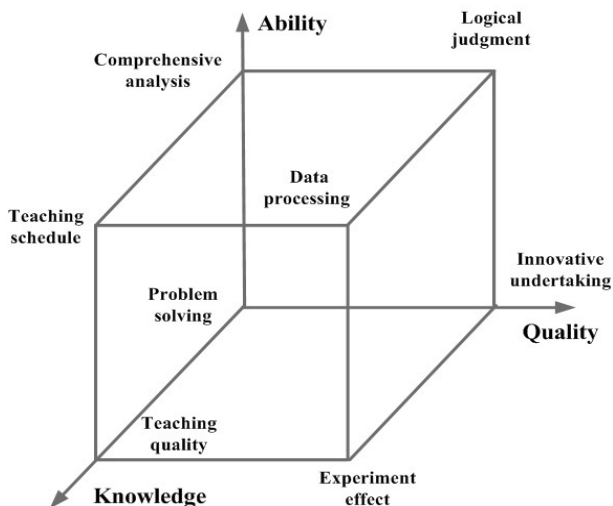 Ability
Logical
judgment
Comprehensive
analysis
Data
processing
Teaching
schedule
Innovative
undertaking
Problem
solving
Quality
Teaching
quality
Experiment
effect
Knowledge